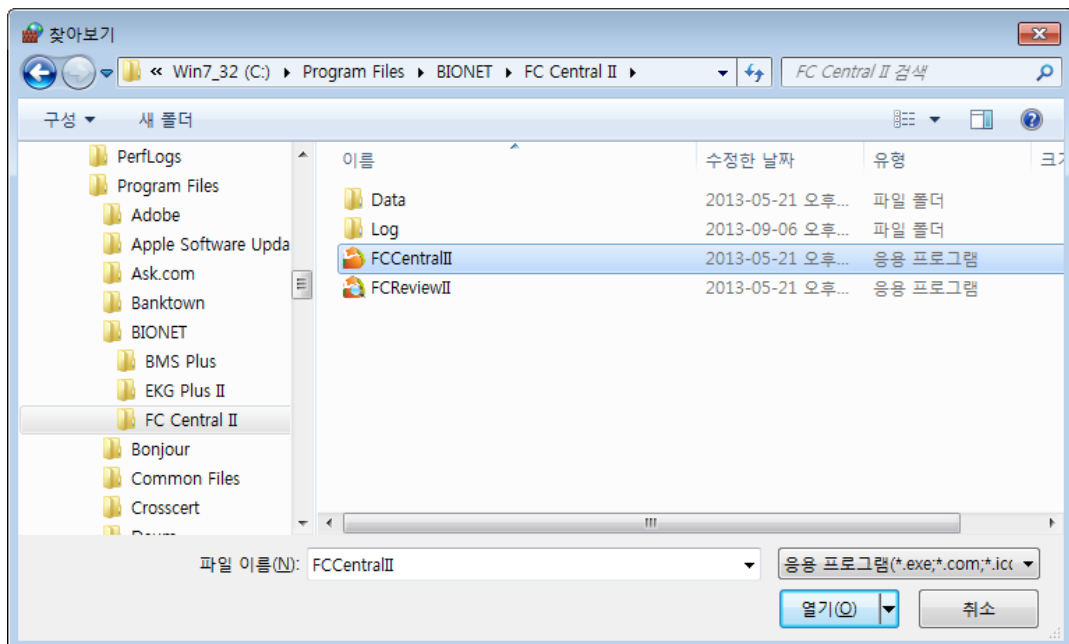 찾아보기
« Win7_32 (C:) ▸ Program Files ▸ BIONET ▸ FC Central Ⅱ ▸
FC Central Ⅱ 검색
구성 새 폴더
PerfLogs
Program Files
Adobe
Apple Software Upda
Ask.com
Banktown
BIONET
BMS Plus
EKG Plus Ⅱ
FC Central Ⅱ
Bonjour
Common Files
Crosscert
이름 수정한 날짜 유형
Data 2013-05-21 오후... 파일 폴더
Log 2013-09-06 오후... 파일 폴더
FCCentralⅡ 2013-05-21 오후... 응용 프로그램
FCReviewⅡ 2013-05-21 오후... 응용 프로그램
파일 이름(N): FCCentralⅡ 응용 프로그램(*.exe;*.com;*.ic
열기(O) 취소